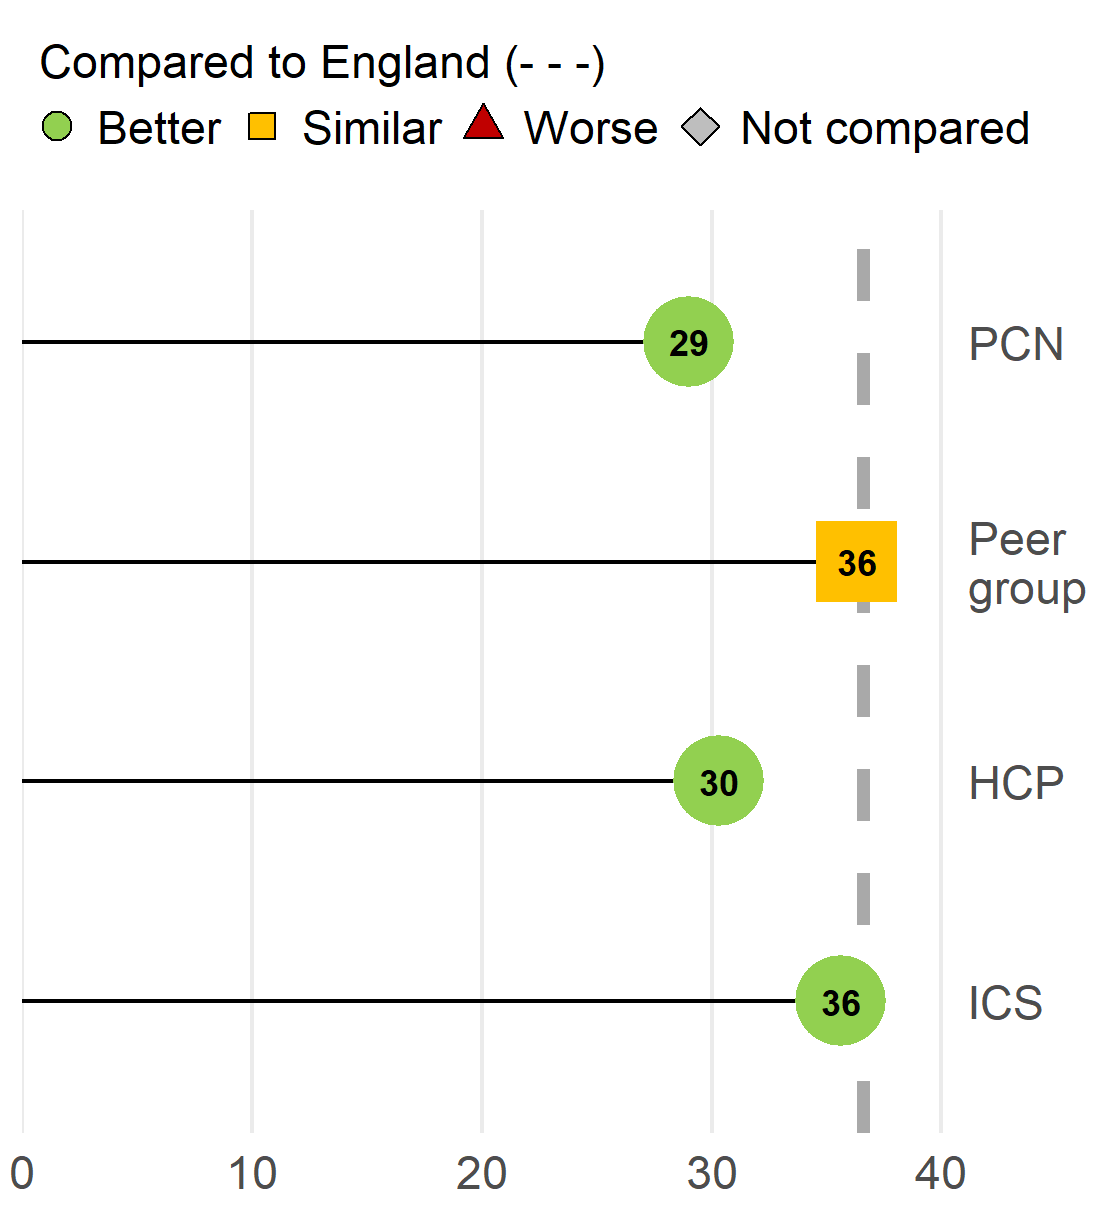 Compared to England (- - -)
Better Similar Worse Not compared
29 PCN
36 Peer
group
30 HCP
36 ICS
0 10 20 30 40